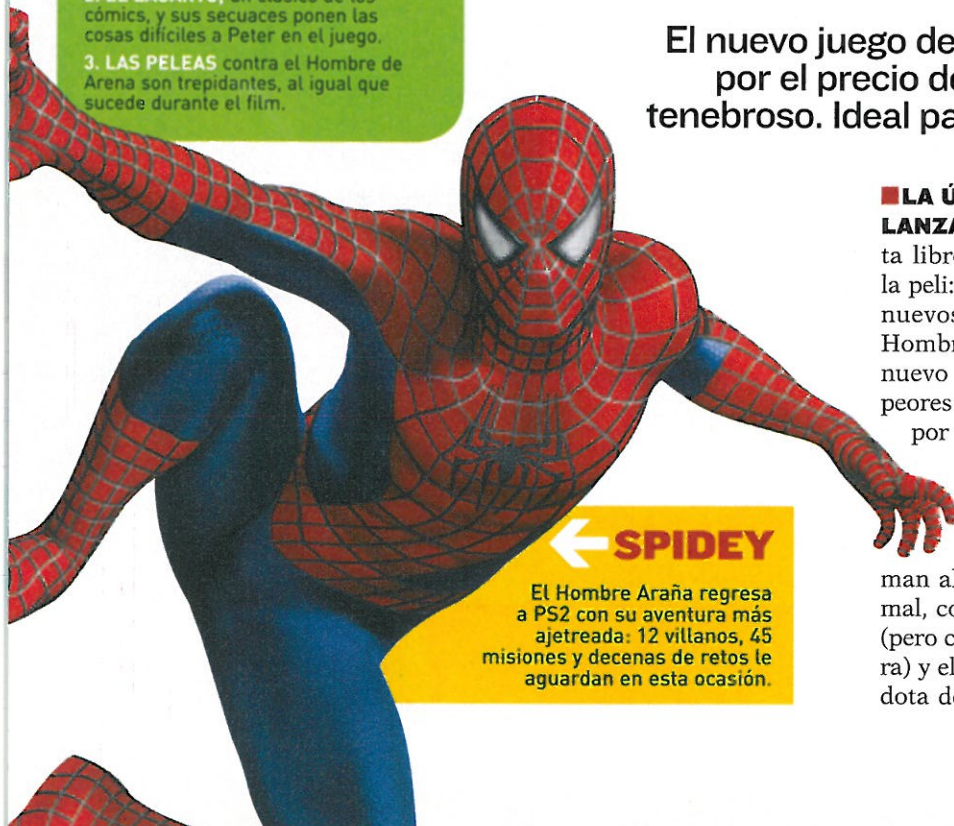 cómics, y sus secuaces ponen las
cosas difíciles a Peter en el juego.
3. LAS PELEAS contra el Hombre de
Arena son trepidantes, al igual que
sucede durante el film.
El nuevo juego de
por el precio de
tenebroso. Ideal pa
LA Ú
LANZA
ta libre
la peli:
nuevos
Hombr
nuevo
peores
por
SPIDEY
El Hombre Araña regresa
a PS2 con su aventura más
ajetreada: 12 villanos, 45
misiones y decenas de retos le
aguardan en esta ocasión.
man al
mal, co
(pero c
ra) y el
dota de